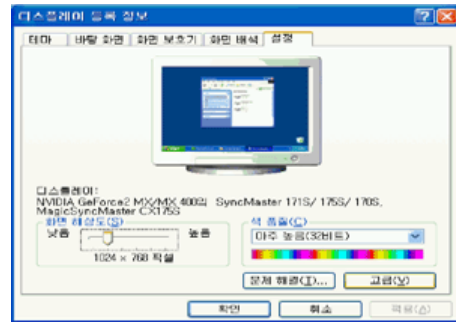 디스플레이 등록 정보
테마 바탕 화면 화면 보호기 화면 배색 설정
디스플레이:
NVIDIA GeForce2 MX/MX 400의 SyncMaster 171S/ 175S/ 170S,
MagicSyncMaster CX175S
화면 해상도(S) 색 품질(C)
낮음 높음 아주 높음(32비트)
1024 × 768 픽셀
문제 해결(T)... 고급(V)
확인 취소 적용(A)